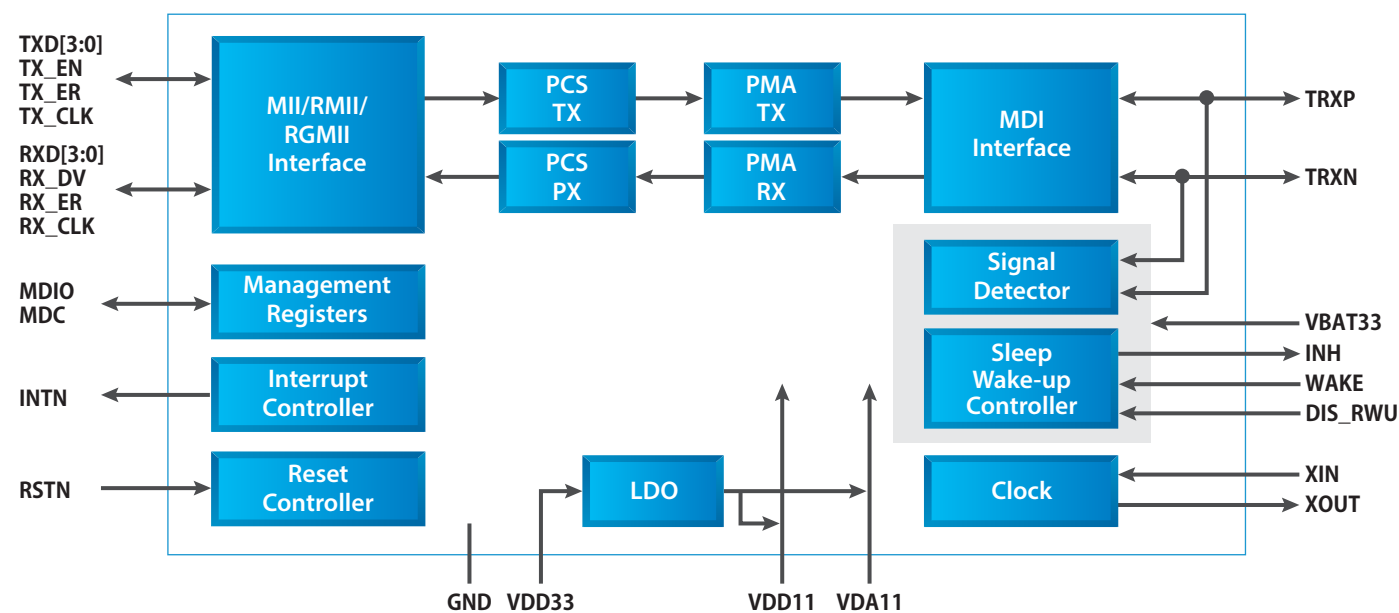 TXD[3:0]
TX_EN
TX_ER
TX_CLK
RXD[3:0]
RX_DV
RX_ER
RX_CLK
MDIO
MDC
INTN
RSTN
MII/RMII/
RGMII
Interface
PCS
TX
PMA
TX
PCS
PX
PMA
RX
MDI
Interface
Management
Registers
Interrupt
Controller
Reset
Controller
LDO
Signal
Detector
Sleep
Wake-up
Controller
Clock
TRXP
TRXN
VBAT33
INH
WAKE
DIS_RWU
XIN
XOUT
GND
VDD33
VDD11
VDA11